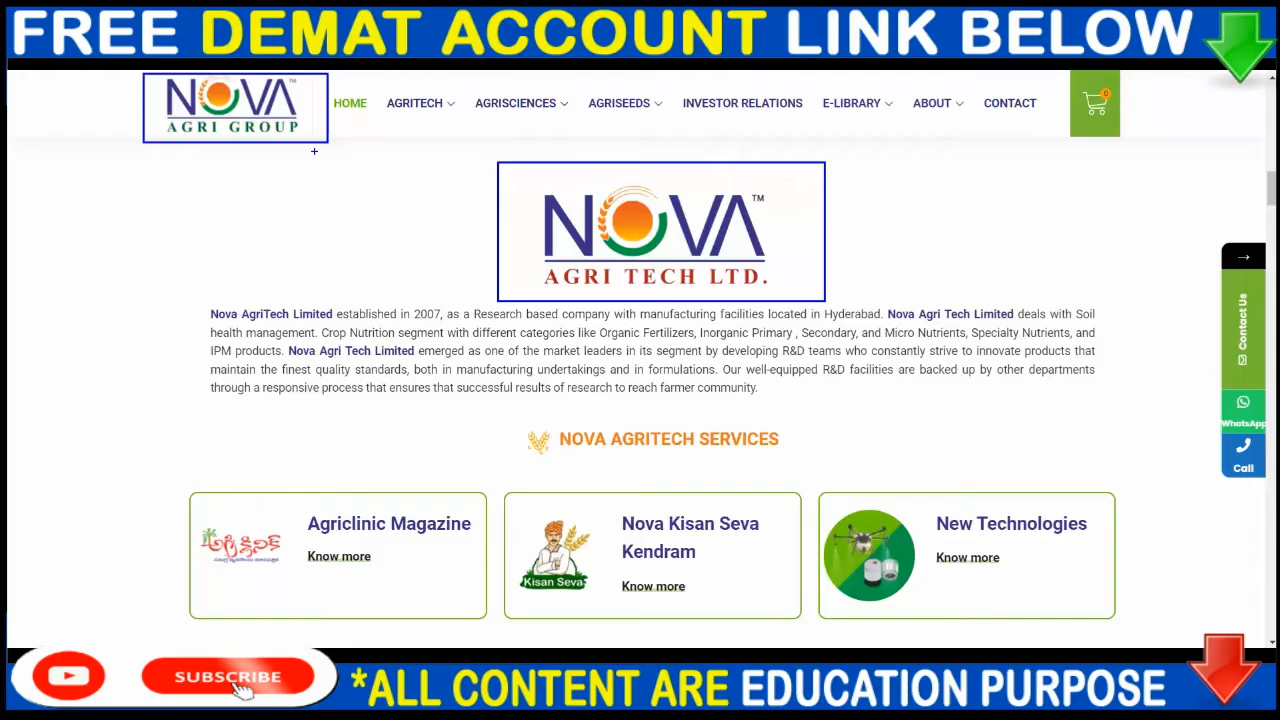 FREE DEMAT ACCOUNT LINK BELOW
NOVA™
AGRI GROUP
HOME AGRITECH AGRISCIENCES AGRISEEDS INVESTOR RELATIONS E-LIBRARY ABOUT CONTACT
0
NOVA™
AGRI TECH LTD.
Nova AgriTech Limited established in 2007, as a Research based company with manufacturing facilities located in Hyderabad. Nova Agri Tech Limited deals with Soil
health management. Crop Nutrition segment with different categories like Organic Fertilizers, Inorganic Primary , Secondary, and Micro Nutrients, Specialty Nutrients, and
IPM products. Nova Agri Tech Limited emerged as one of the market leaders in its segment by developing R&D teams who constantly strive to innovate products that
maintain the finest quality standards, both in manufacturing undertakings and in formulations. Our well-equipped R&D facilities are backed up by other departments
through a responsive process that ensures that successful results of research to reach farmer community.
Contact Us
WhatsApp
Call
NOVA AGRITECH SERVICES
అగ్రిక్లినిక్
Agriclinic Magazine
Know more
Kisan Seva
Nova Kisan Seva
Kendram
Know more
New Technologies
Know more
SUBSCRIBE
*ALL CONTENT ARE EDUCATION PURPOSE